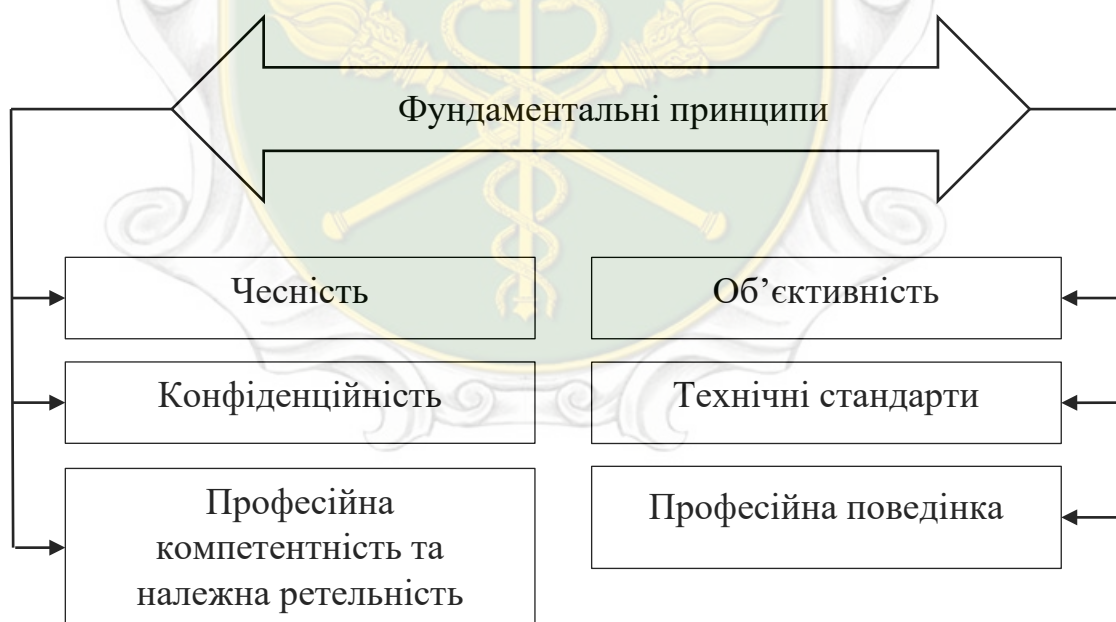 Фундаментальні принципи
Чесність
Об’єктивність
Конфіденційність
Технічні стандарти
Професійна
компетентність та
належна ретельність
Професійна поведінка